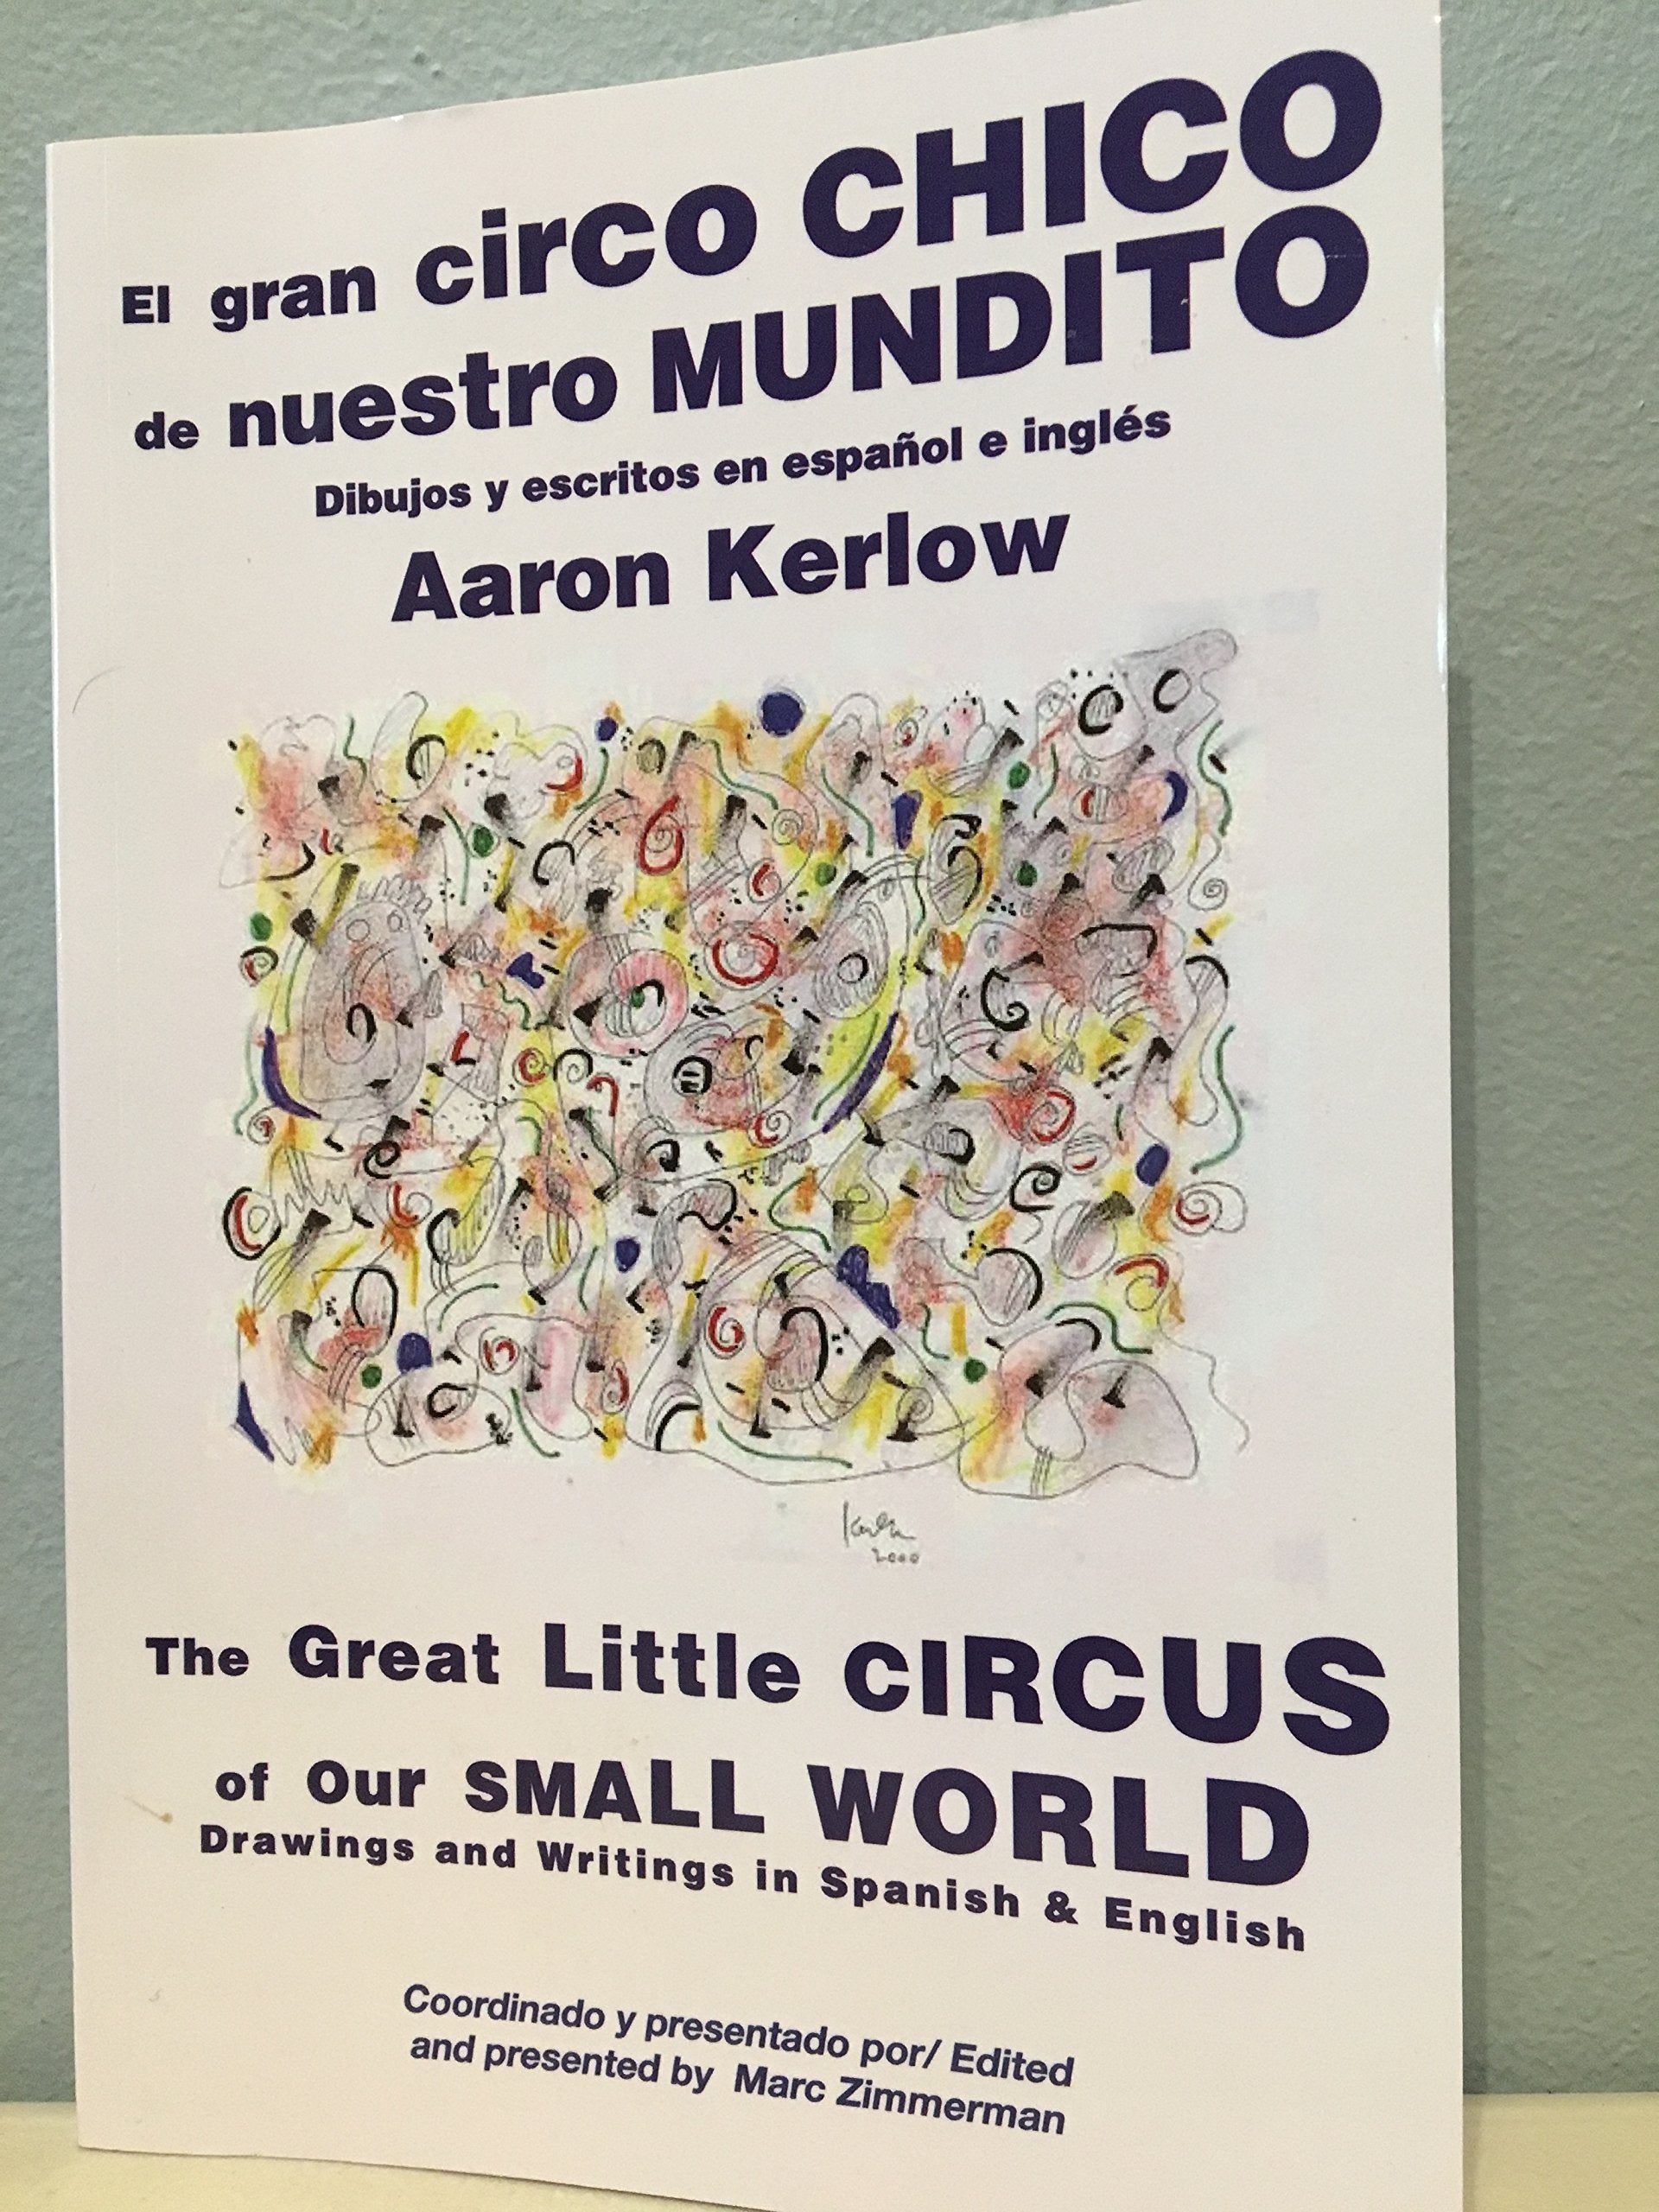 El gran circo CHICO
de nuestro MUNDITO
Dibujos y escritos en español e inglés
Aaron Kerlow
2000
The Great Little CIRCUS
of Our SMALL WORLD
Drawings and Writings in Spanish & English
Coordinado y presentado por/ Edited
and presented by Marc Zimmerman